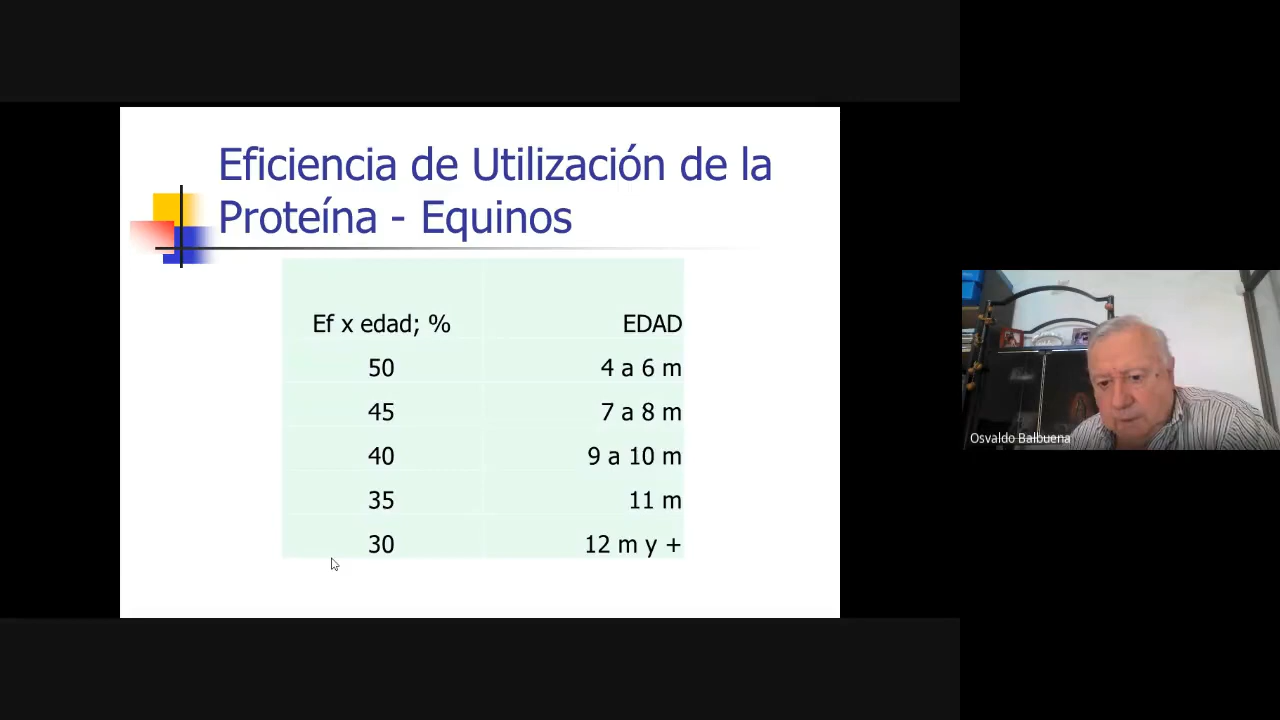 Eficiencia de Utilización de la
Proteína - Equinos
Ef x edad; % EDAD
50 4 a 6 m
45 7 a 8 m
40 9 a 10 m
35 11 m
30 12 m y +
Osvaldo Balbuena